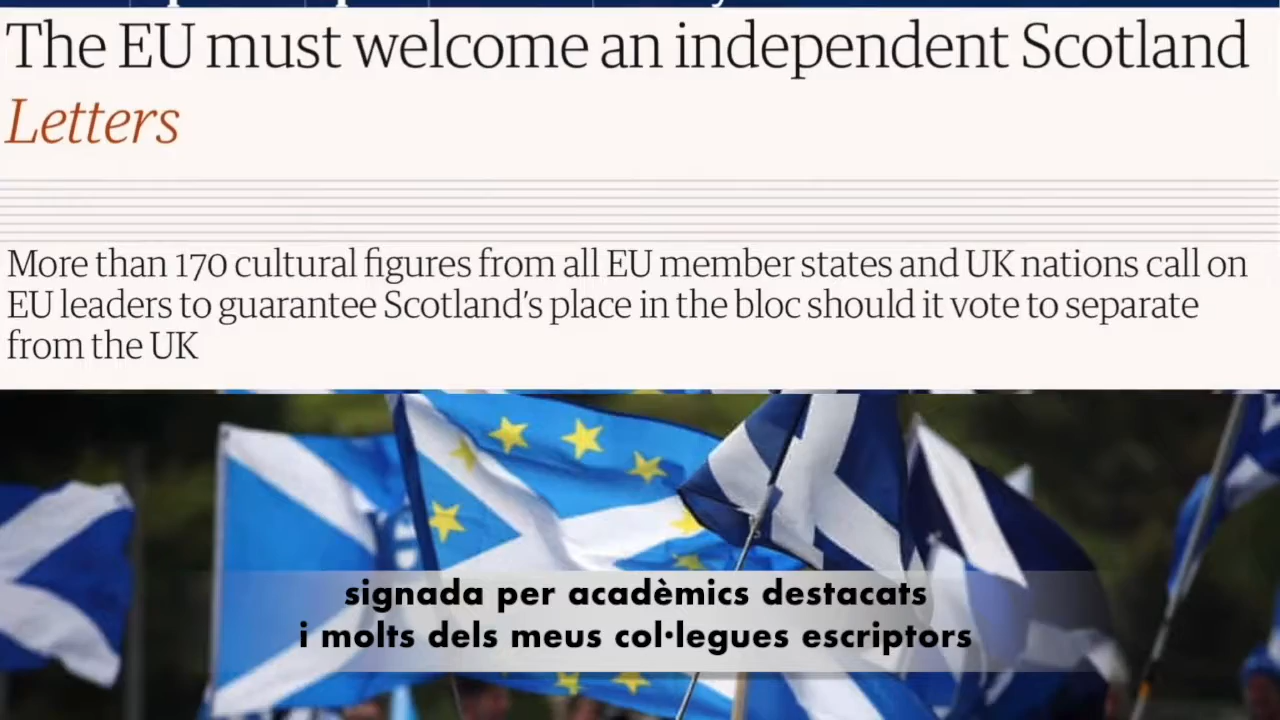 The EU must welcome an independent Scotland
Letters
More than 170 cultural figures from all EU member states and UK nations call on
EU leaders to guarantee Scotland's place in the bloc should it vote to separate
from the UK
signada per acadèmics destacats
i molts dels meus col·legues escriptors